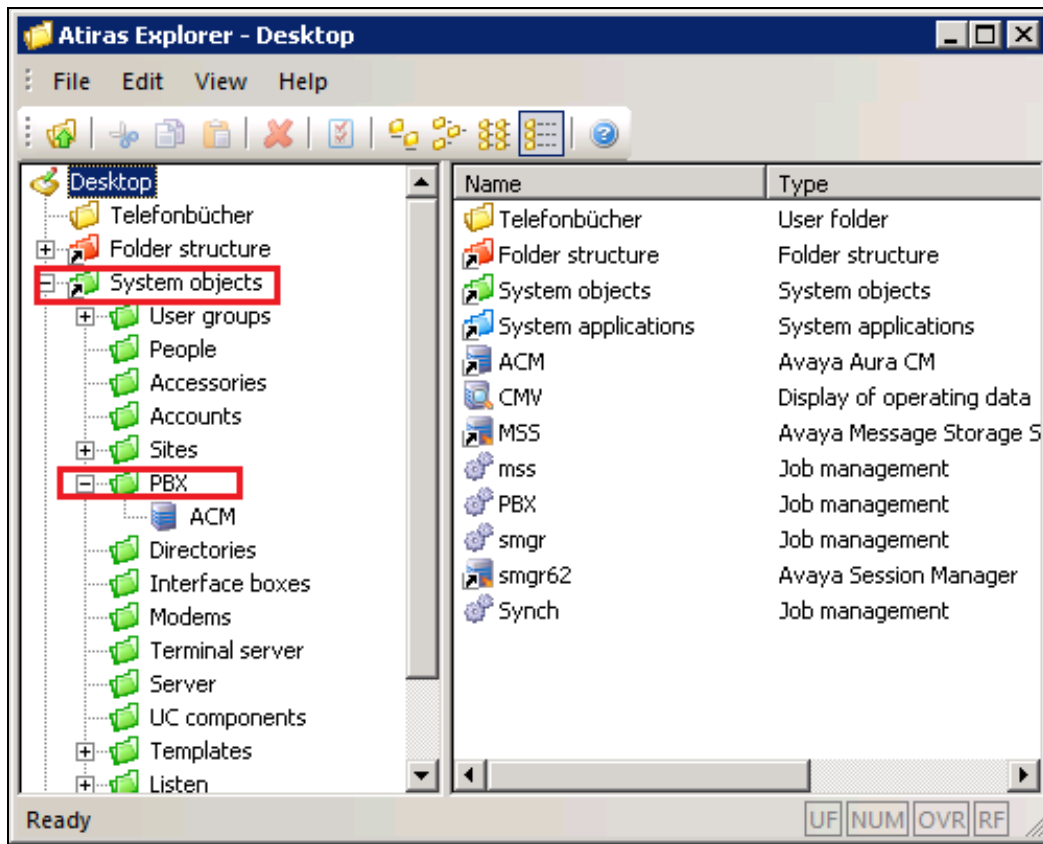 Atiras Explorer - Desktop
File Edit View Help
Desktop
Telefonbücher
Folder structure
System objects
User groups
People
Accessories
Accounts
Sites
PBX
ACM
Directories
Interface boxes
Modems
Terminal server
Server
UC components
Templates
Listen
Name Type
Telefonbücher User folder
Folder structure Folder structure
System objects System objects
System applications System applications
ACM Avaya Aura CM
CMV Display of operating data
MSS Avaya Message Storage S
mss Job management
PBX Job management
smgr Job management
smgr62 Avaya Session Manager
Synch Job management
Ready UF NUM OVR RF